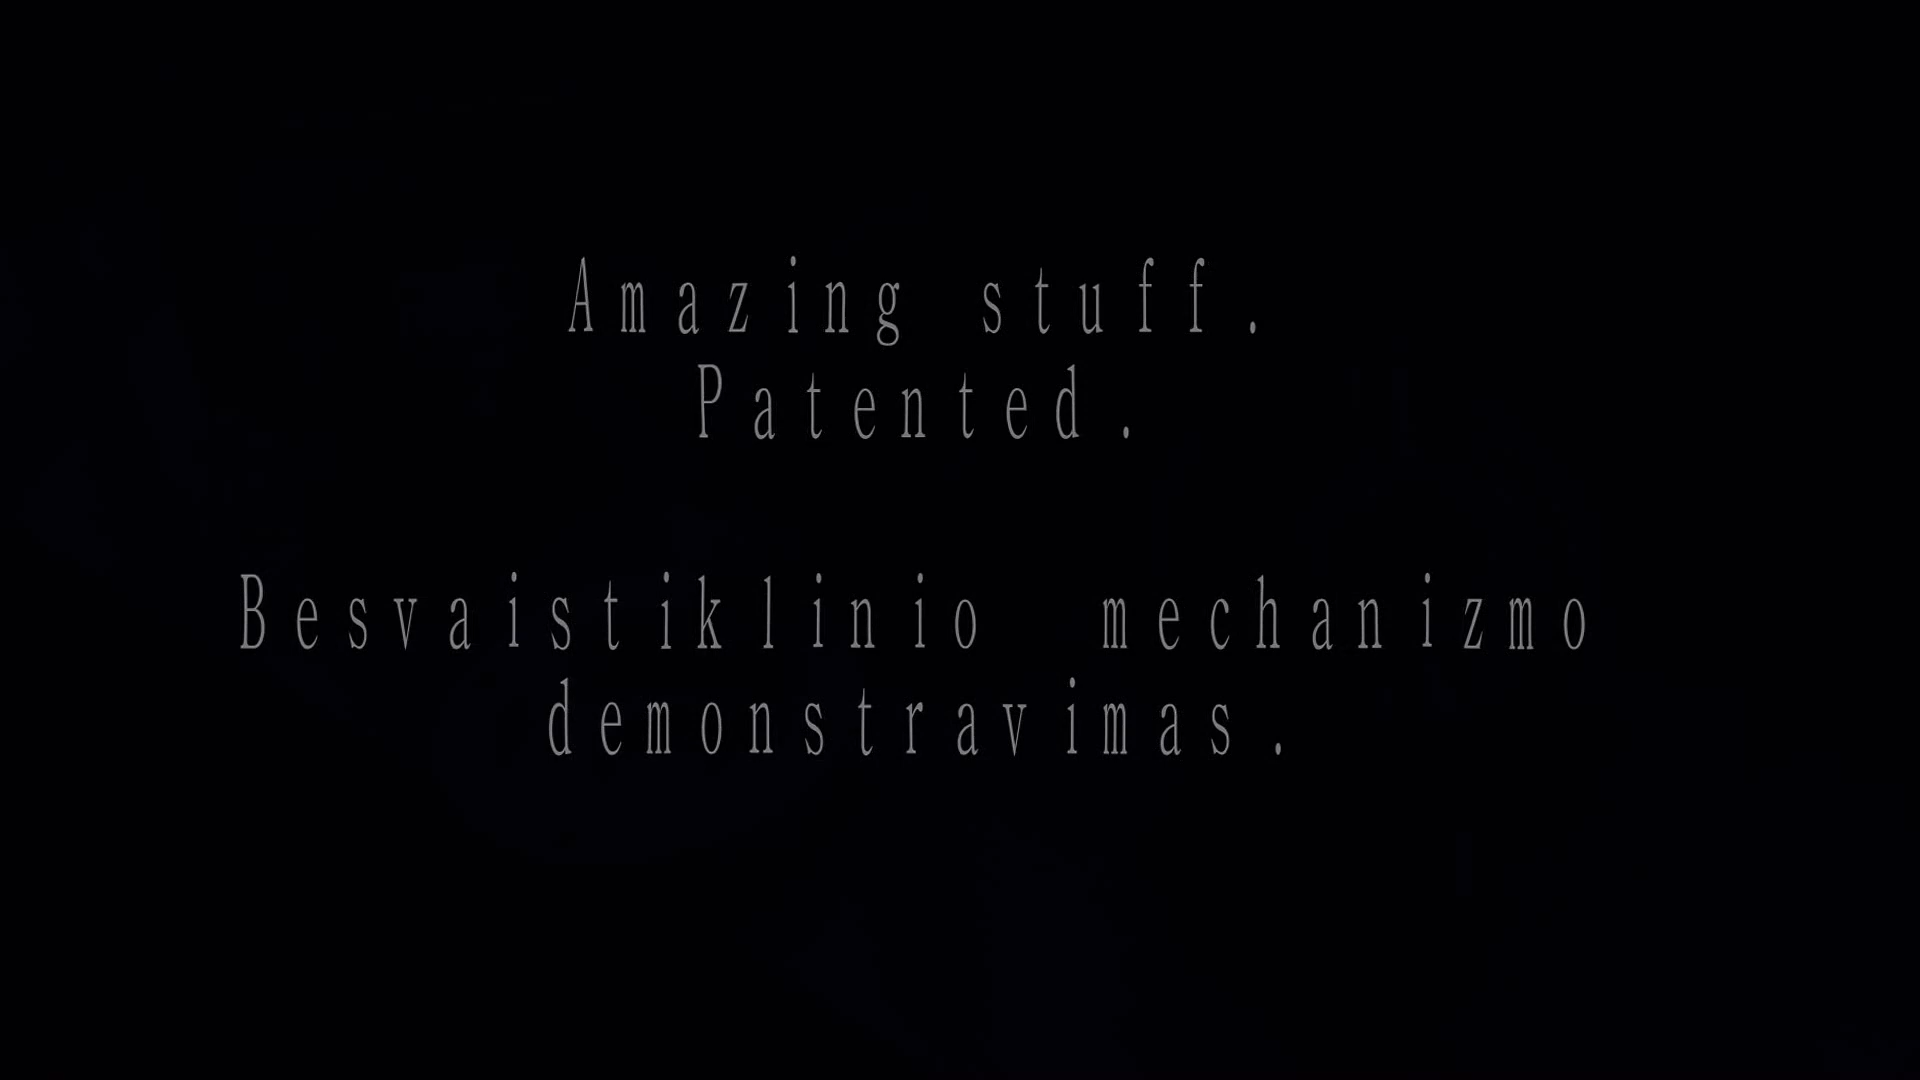 Amazing stuff.
Patented.
Besvaistiklinio mechanizmo
demonstravimas.